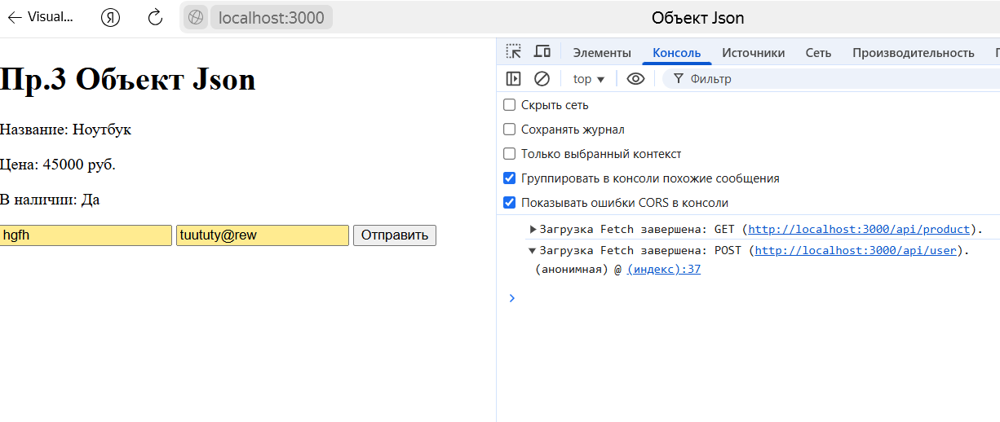 Visual... Я localhost:3000 Объект Json
Пр.3 Объект Json
Название: Ноутбук
Цена: 45000 руб.
В наличии: Да
hgfh tuututy@rew Отправить
Элементы Консоль Источники Сеть Производительность
top Фильтр
Скрыть сеть
Сохранять журнал
Только выбранный контекст
Группировать в консоли похожие сообщения
Показывать ошибки CORS в консоли
Загрузка Fetch завершена: GET (http://localhost:3000/api/product).
Загрузка Fetch завершена: POST (http://localhost:3000/api/user).
(анонимная) @ (индекс):37